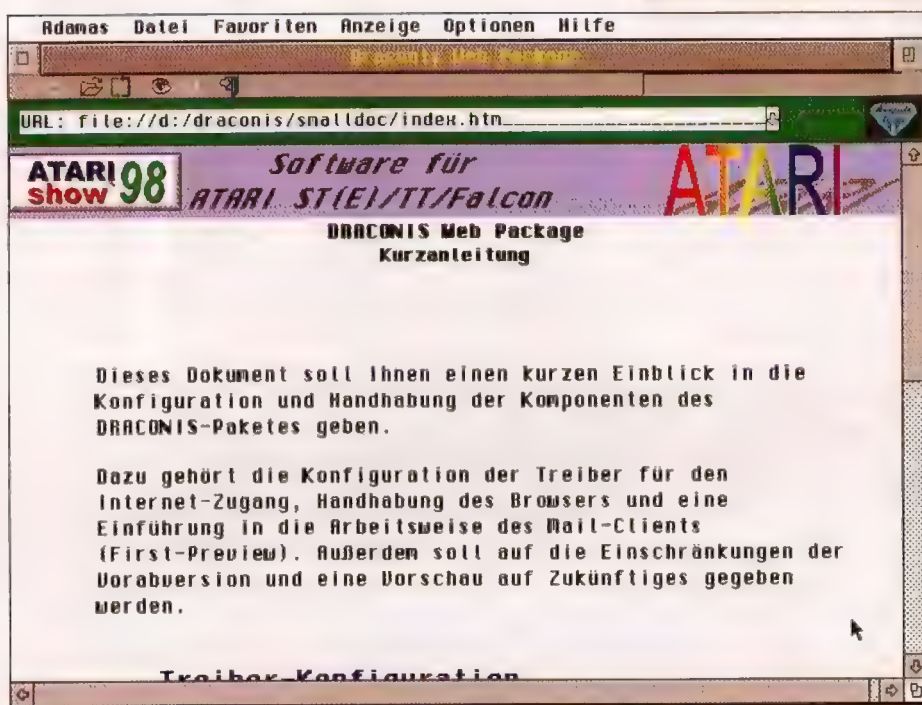 Adamas Datei Favoriten Anzeige Optionen Hilfe
Draconis Web Package
URL: file://d:/draconis/smalldoc/index.htm
ATARI show 98
Software für
ATARI ST(E)/TT/Falcon
ATARI
DRACONIS Web Package
Kurzanleitung
Dieses Dokument soll Ihnen einen kurzen Einblick in die
Konfiguration und Handhabung der Komponenten des
DRACONIS-Paketes geben.
Dazu gehört die Konfiguration der Treiber für den
Internet-Zugang, Handhabung des Browsers und eine
Einführung in die Arbeitsweise des Mail-Clients
(First-Preview). Außerdem soll auf die Einschränkungen der
Vorabversion und eine Vorschau auf Zukünftiges gegeben
werden.
Treiber-Konfiguration